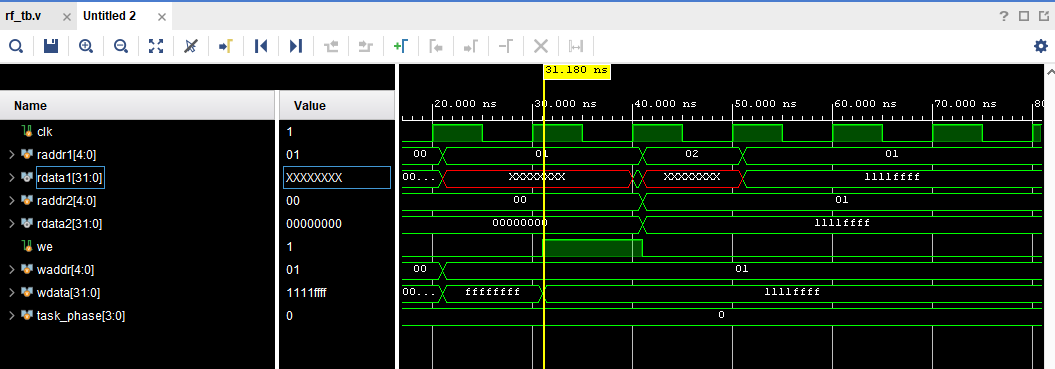 rf_tb.v × Untitled 2 ×
? 
31.180 ns
Name Value
20.000 ns 30.000 ns 40.000 ns 50.000 ns 60.000 ns 70.000 ns 80
clk 1
raddr1[4:0] 01 00 01 02 01
rdata1[31:0] XXXXXXXX 00... XXXXXXXX XXXXXXXX 1111ffff
raddr2[4:0] 00 00 01
rdata2[31:0] 00000000 00000000 1111ffff
we 1
waddr[4:0] 01 00 01
wdata[31:0] 1111ffff 00... ffffffff 1111ffff
task_phase[3:0] 0 0